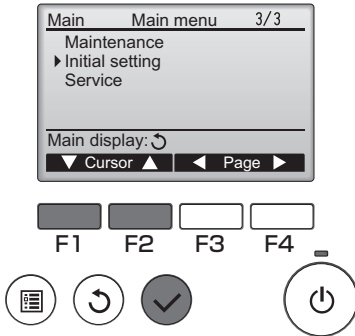 Main Main menu 3/3
Maintenance
Initial setting
Service
Main display:
Cursor Page
F1 F2 F3 F4